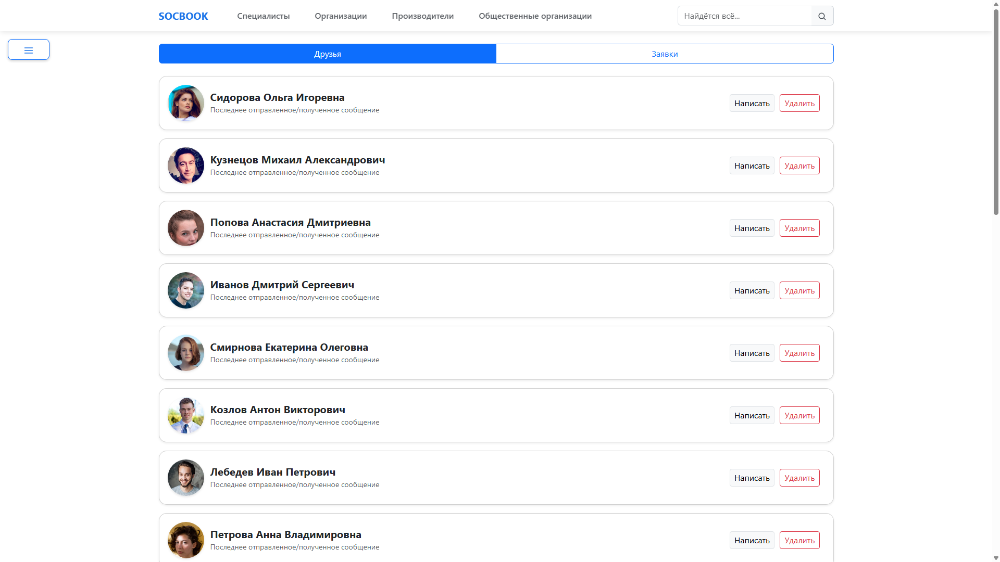 SOCBOOK
Специалисты
Организации
Производители
Общественные организации
Найдётся всё...
Друзья
Заявки
Сидорова Ольга Игоревна
Последнее отправленное/полученное сообщение
Написать
Удалить
Кузнецов Михаил Александрович
Последнее отправленное/полученное сообщение
Написать
Удалить
Попова Анастасия Дмитриевна
Последнее отправленное/полученное сообщение
Написать
Удалить
Иванов Дмитрий Сергеевич
Последнее отправленное/полученное сообщение
Написать
Удалить
Смирнова Екатерина Олеговна
Последнее отправленное/полученное сообщение
Написать
Удалить
Козлов Антон Викторович
Последнее отправленное/полученное сообщение
Написать
Удалить
Лебедев Иван Петрович
Последнее отправленное/полученное сообщение
Написать
Удалить
Петрова Анна Владимировна
Последнее отправленное/полученное сообщение
Написать
Удалить